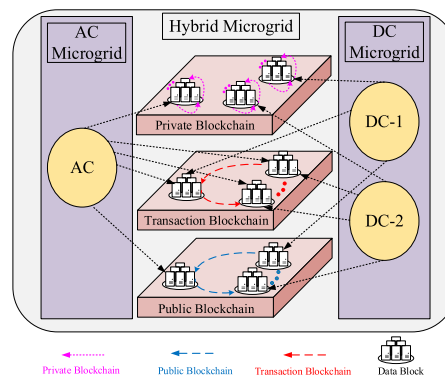 Hybrid Microgrid
AC
Microgrid
DC
Microgrid
Private Blockchain
DC-1
AC
DC-2
Transaction Blockchain
Public Blockchain
Private Blockchain
Public Blockchain
Transaction Blockchain
Data Block